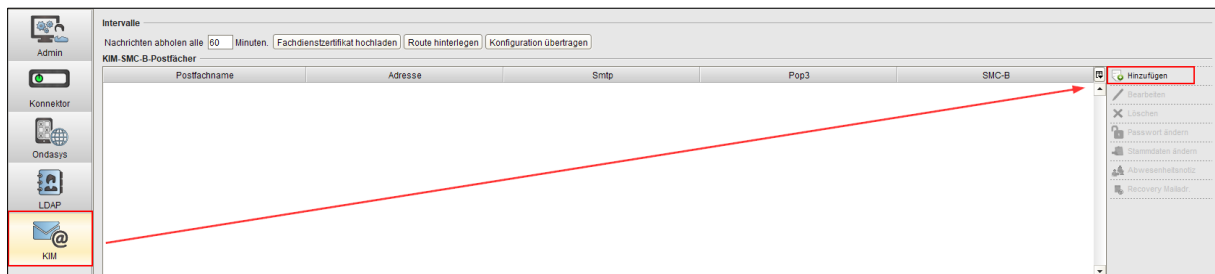 Admin
Konnektor
Ondasys
LDAP
@
KIM
Intervalle
Nachrichten abholen alle 60 Minuten. Fachdienstzertifikat hochladen Route hinterlegen Konfiguration übertragen
KIM-SMC-B-Postfächer
Postfachname Adresse Smtp Pop3 SMC-B
Hinzufügen
Bearbeiten
Löschen
Passwort ändern
Stammdaten ändern
Abwesenheitsnotiz
Recovery Mailadr.